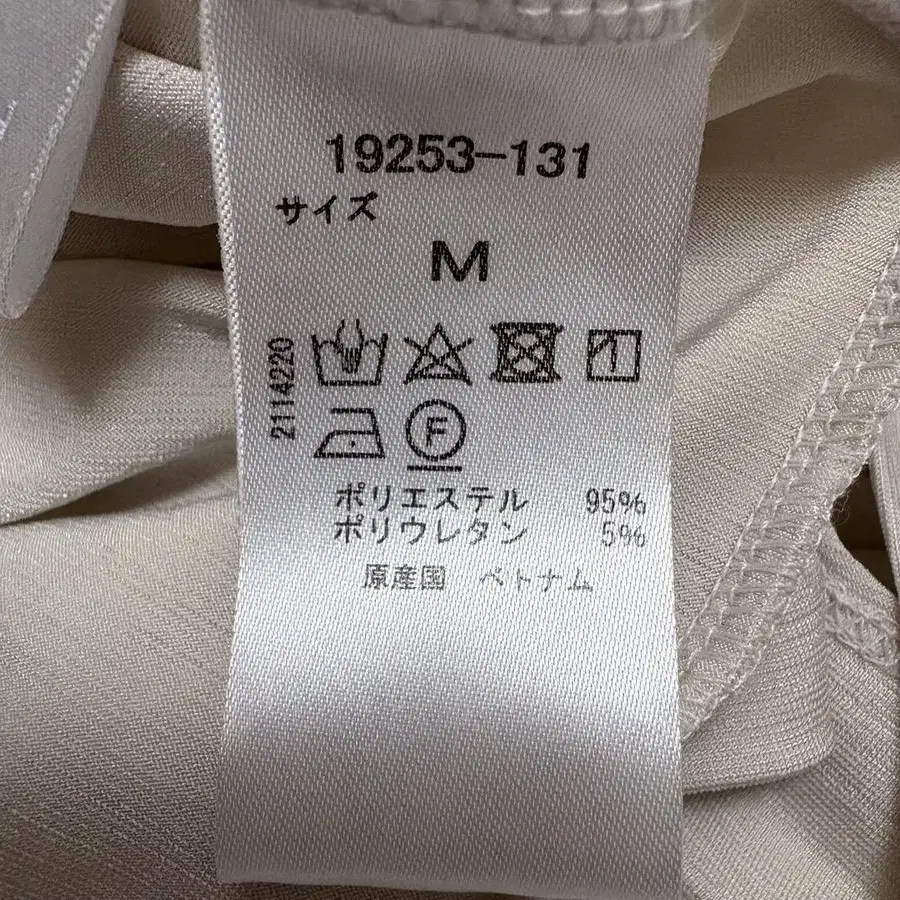 19253-131
サイズ
M
2114220
F
ポリエステル 95%
ポリウレタン 5%
原産国 ベトナム